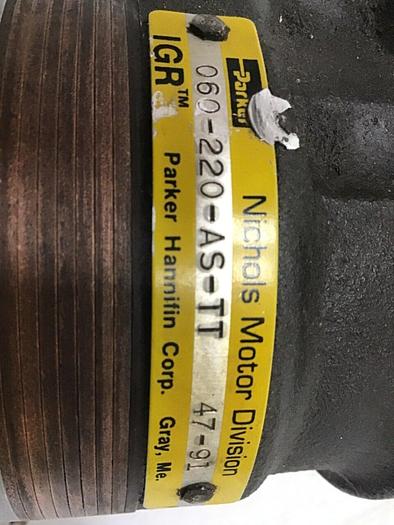 Parker Nichols Motor Division
060-220-AS-TT 47-91
IGR™ Parker Hannifin Corp. Gray, Me.